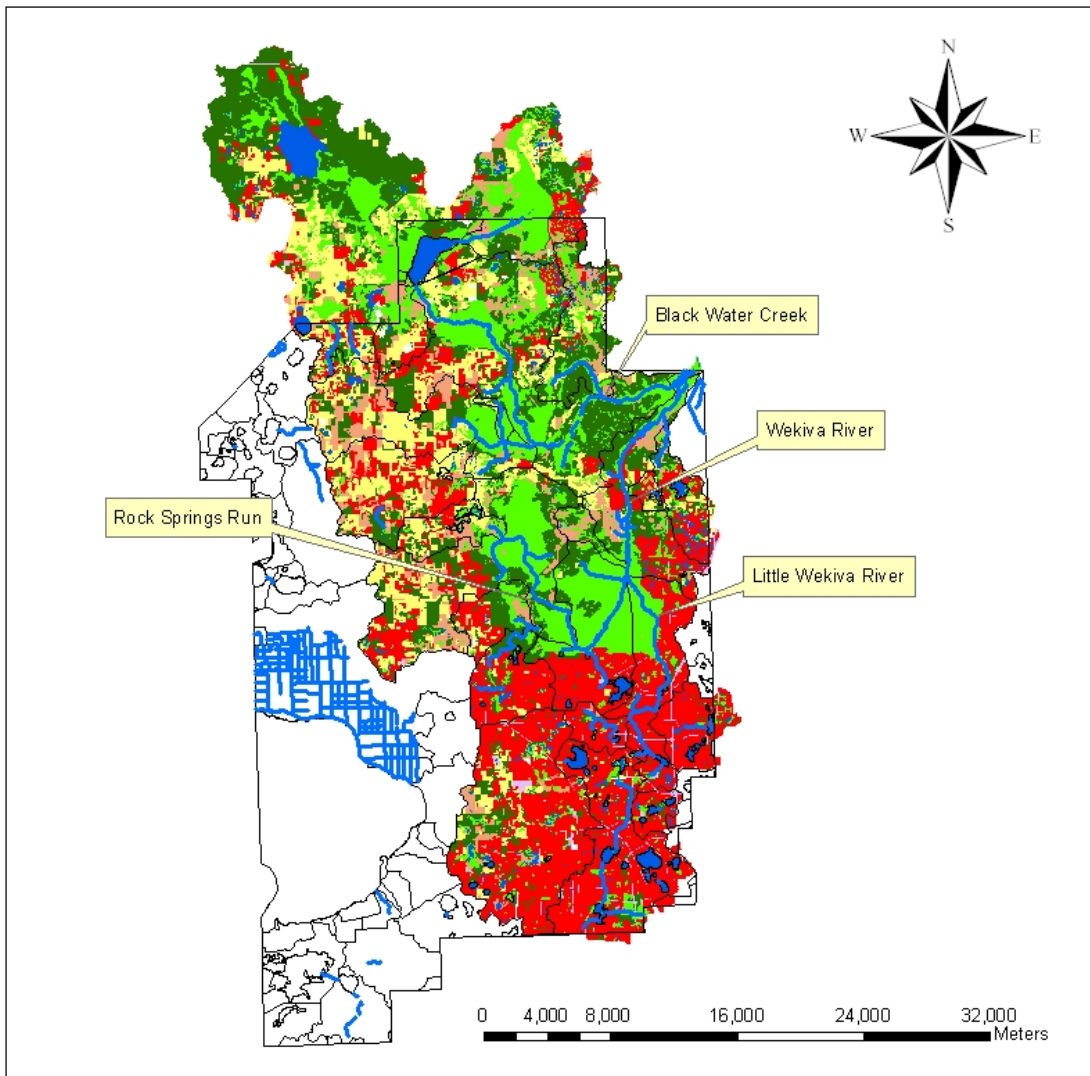 N
W E
S
Black Water Creek
Wekiva River
Rock Springs Run
Little Wekiva River
0 4,000 8,000 16,000 24,000 32,000
Meters